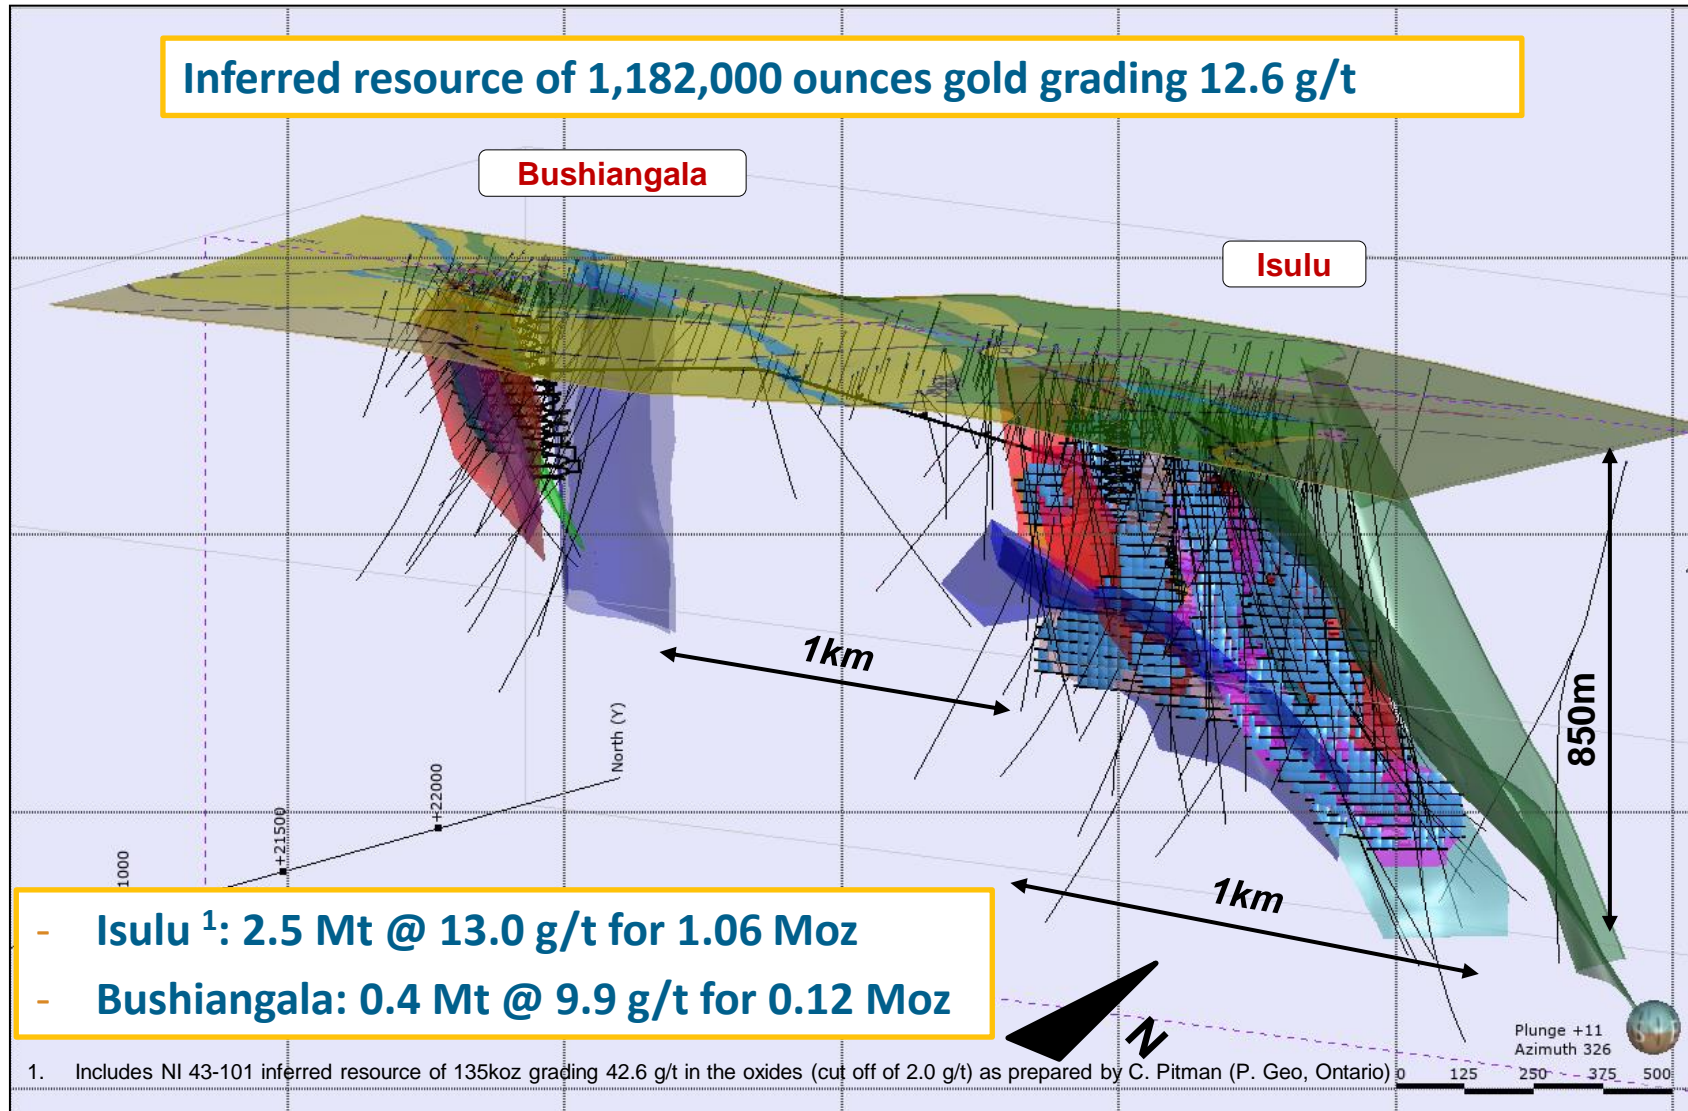 Inferred resource of 1,182,000 ounces gold grading 12.6 g/t
Bushiangala
Isulu
1km
850m
North (Y)
+22000
+21500
1000
1km
- Isulu 1: 2.5 Mt @ 13.0 g/t for 1.06 Moz
- Bushiangala: 0.4 Mt @ 9.9 g/t for 0.12 Moz
N
Plunge +11
Azimuth 326
0 125 250 375 500
1. Includes NI 43-101 inferred resource of 135koz grading 42.6 g/t in the oxides (cut off of 2.0 g/t) as prepared by C. Pitman (P. Geo, Ontario)